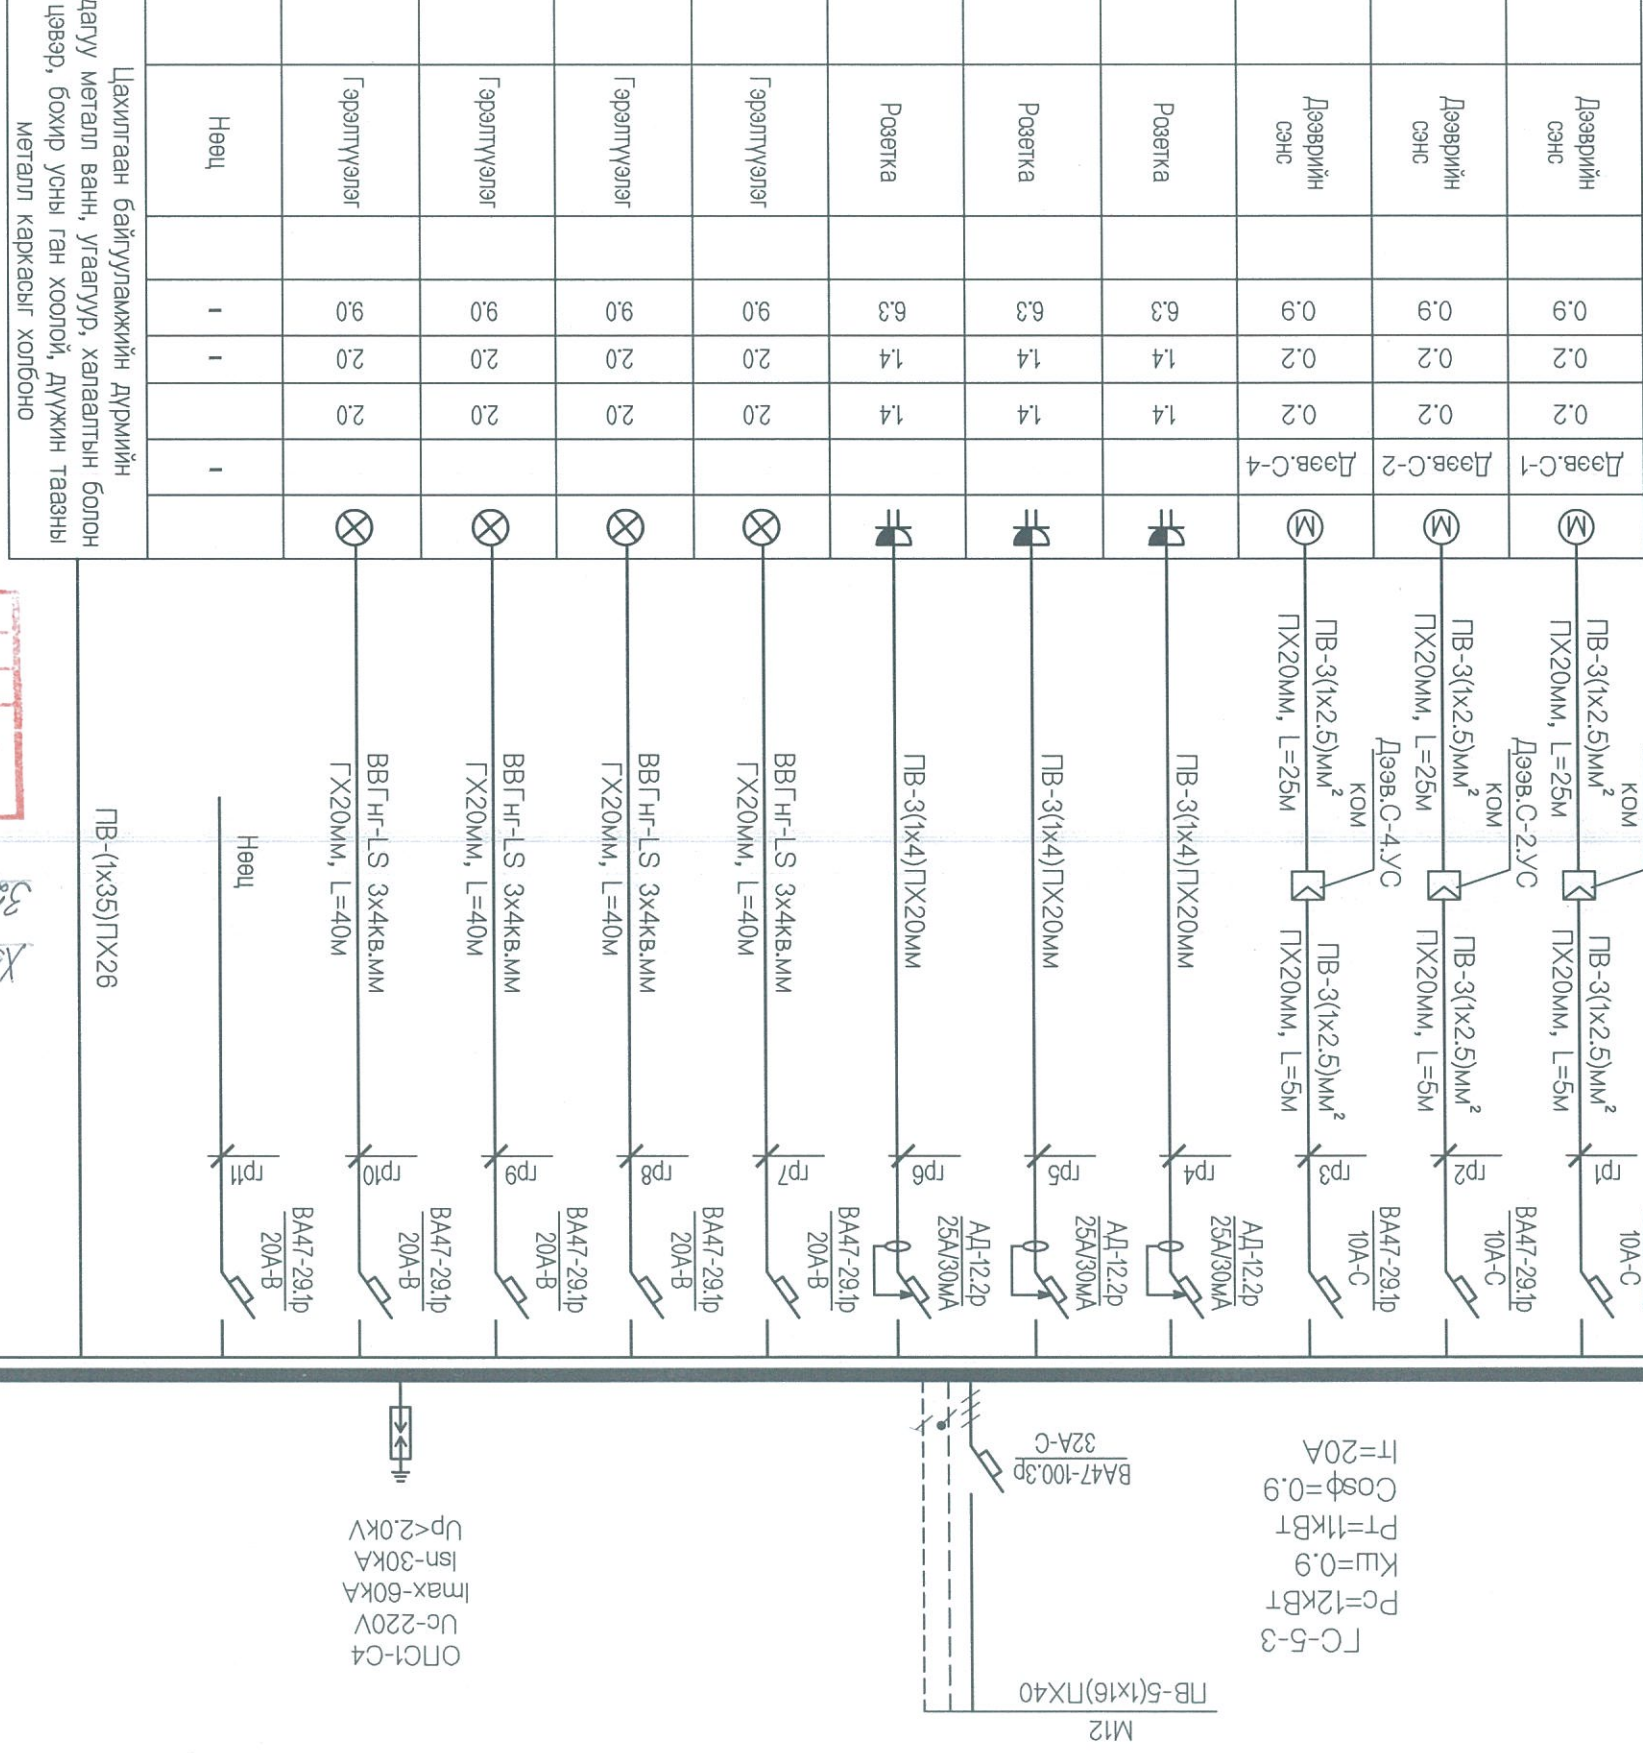 М12
ПВ-5(1х16)ПХ40
ГС-5-3
Рс=12кВт
Кш=0.9
Рт=11кВт
Cosф=0.9
Iт=20А
ВА47-100.3р
32А-С
ОПС1-С4
Uc-220V
Imax-60kA
Isn-30kA
Up<2.0kV
10А-С
ВА47-29.1р
10А-С
ВА47-29.1р
10А-С
АД-12.2р
25А/30мА
АД-12.2р
25А/30мА
АД-12.2р
25А/30мА
ВА47-29.1р
20А-В
ВА47-29.1р
20А-В
ВА47-29.1р
20А-В
ВА47-29.1р
20А-В
ВА47-29.1р
20А-В
гр1
гр2
гр3
гр4
гр5
гр6
гр7
гр8
гр9
гр10
гр11
ПВ-3(1х2.5)мм²
ПХ20мм, L=5м
ПВ-3(1х2.5)мм²
ПХ20мм, L=5м
ПВ-3(1х2.5)мм²
ПХ20мм, L=5м
ком
Дээв.С-2.УС
ком
Дээв.С-4.УС
ком
ПВ-3(1х2.5)мм²
ПХ20мм, L=25м
ПВ-3(1х2.5)мм²
ПХ20мм, L=25м
ПВ-3(1х2.5)мм²
ПХ20мм, L=25м
ПВ-3(1х4)ПХ20мм
ПВ-3(1х4)ПХ20мм
ПВ-3(1х4)ПХ20мм
ВВГнг-LS 3х4кв.мм
ГХ20мм, L=40м
ВВГнг-LS 3х4кв.мм
ГХ20мм, L=40м
ВВГнг-LS 3х4кв.мм
ГХ20мм, L=40м
ВВГнг-LS 3х4кв.мм
ГХ20мм, L=40м
Нөөц
ПВ-(1х35)ПХ26
M
M
M
Дээв.С-1
Дээв.С-2
Дээв.С-4
-
0.2
0.2
0.2
1.4
1.4
1.4
2.0
2.0
2.0
2.0
0.2
0.2
0.2
1.4
1.4
1.4
2.0
2.0
2.0
2.0
-
0.9
0.9
0.9
6.3
6.3
6.3
9.0
9.0
9.0
9.0
-
Дээврийн
сэнс
Дээврийн
сэнс
Дээврийн
сэнс
Розетка
Розетка
Розетка
Гэрэлтүүлэг
Гэрэлтүүлэг
Гэрэлтүүлэг
Гэрэлтүүлэг
Нөөц
Цахилгаан байгууламжийн дүрмийн
дагуу металл ванн, угаагуур, халаалтын болон
цэвэр, бохир усны ган хоолой, дүүжин таазны
металл каркасыг холбоно